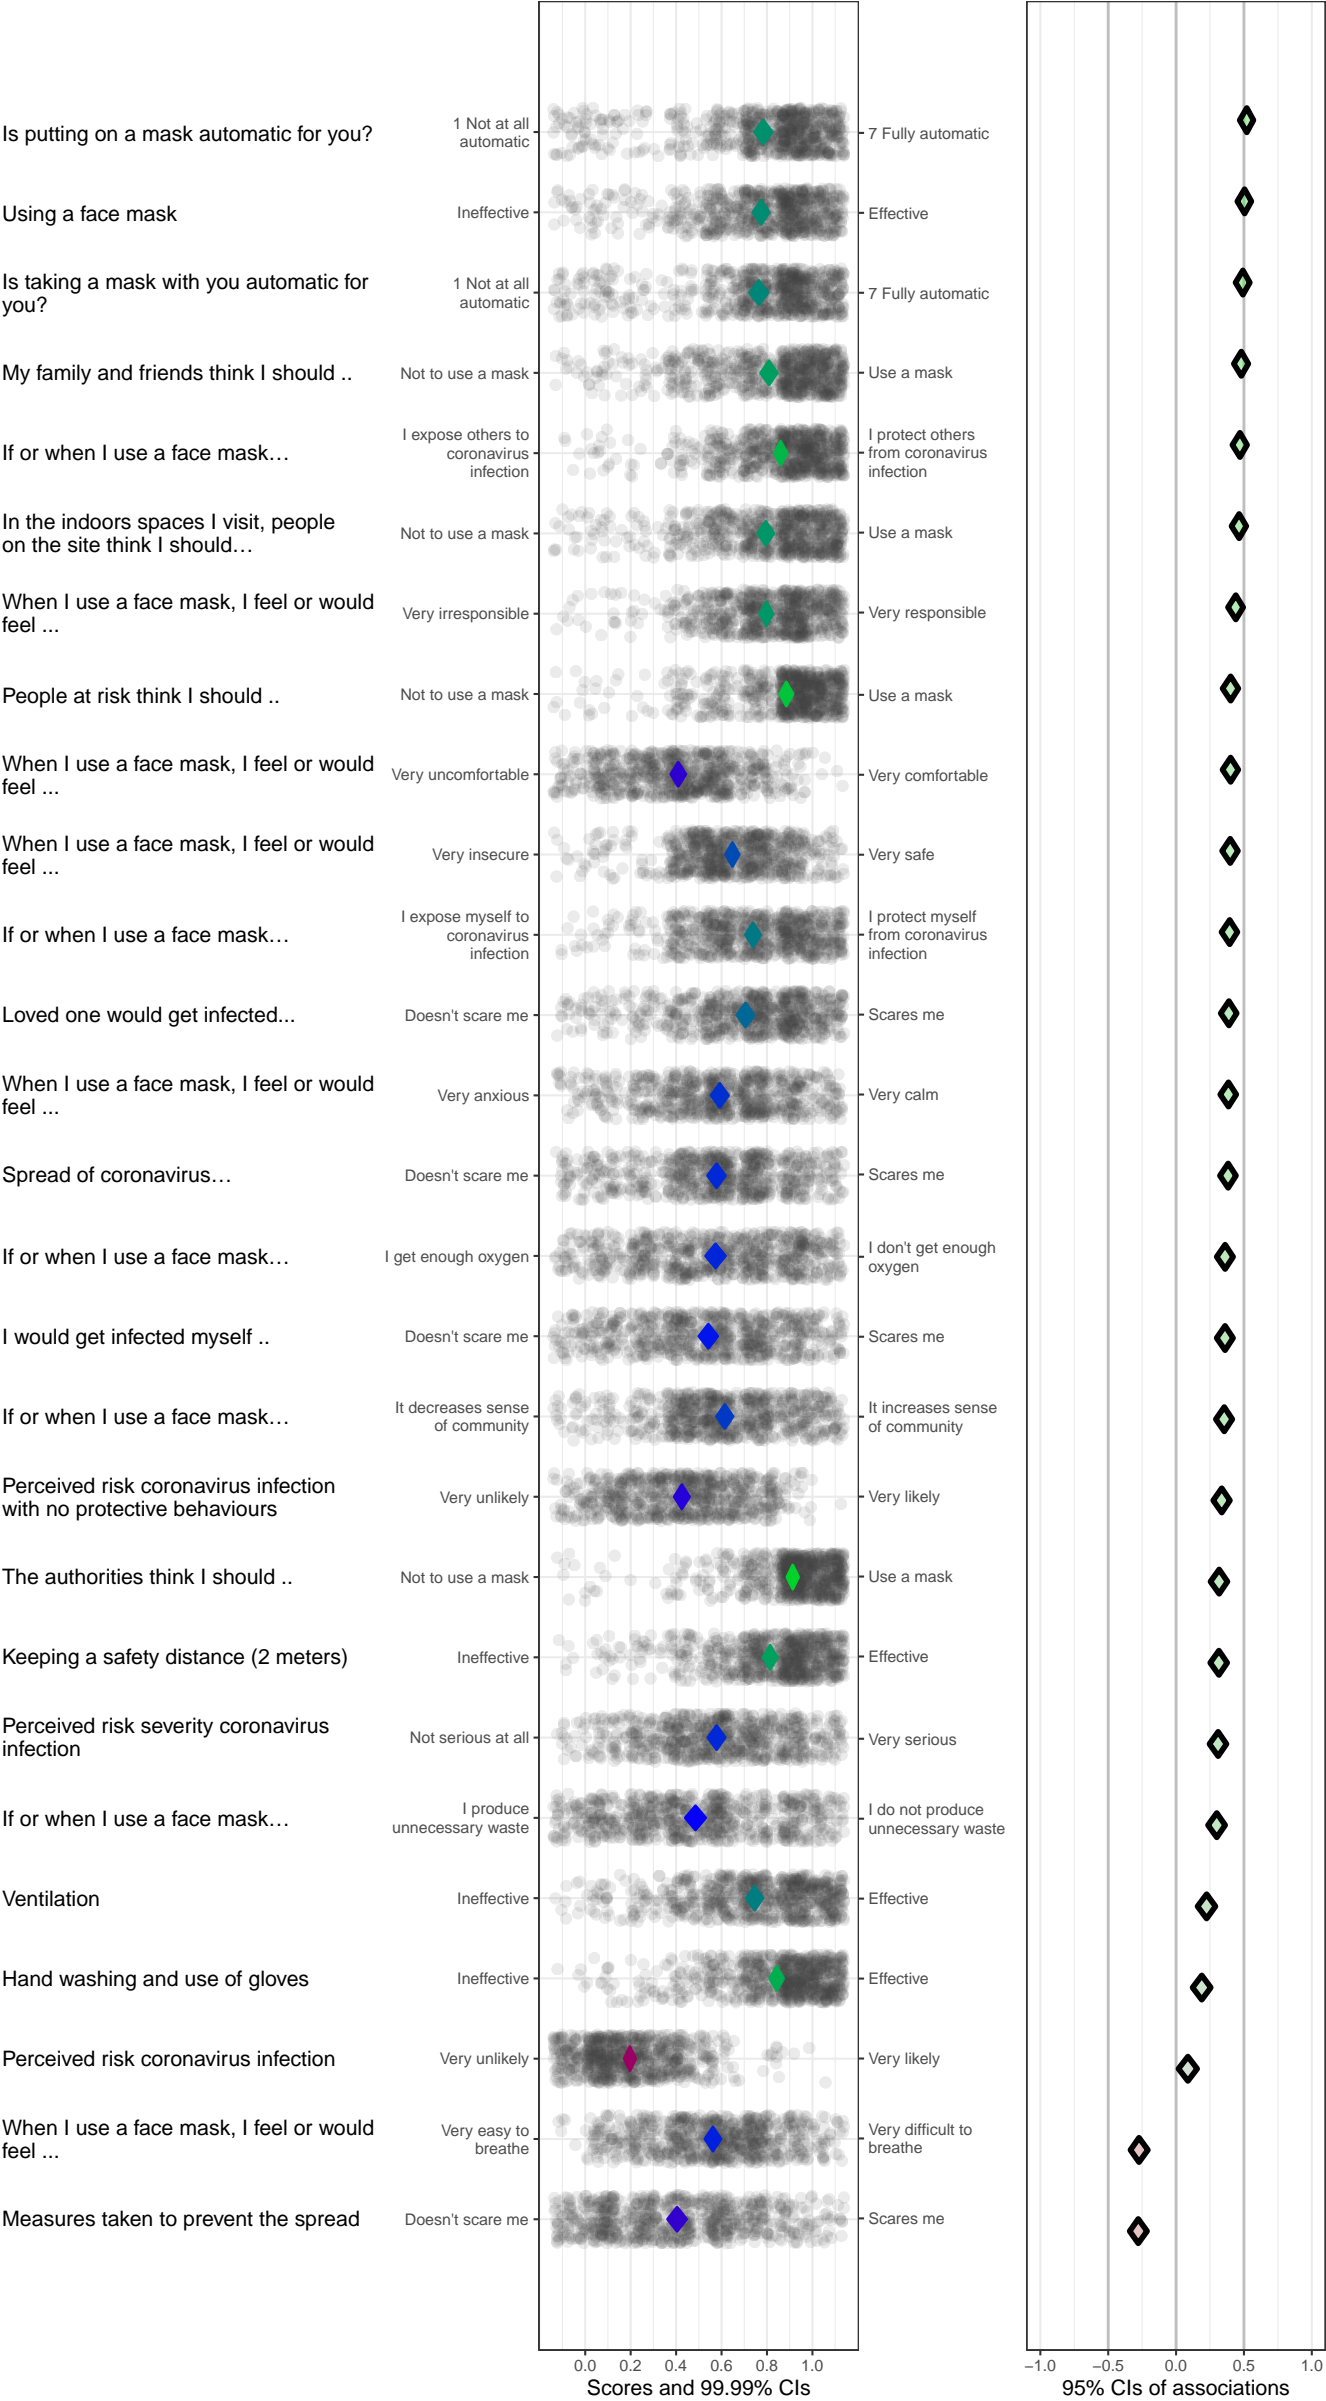 Is putting on a mask automatic for you?
1 Not at all
automatic
7 Fully automatic
Using a face mask
Ineffective
Effective
Is taking a mask with you automatic for
you?
1 Not at all
automatic
7 Fully automatic
My family and friends think I should ..
Not to use a mask
Use a mask
If or when I use a face mask…
I expose others to
coronavirus
infection
I protect others
from coronavirus
infection
In the indoors spaces I visit, people
on the site think I should…
Not to use a mask
Use a mask
When I use a face mask, I feel or would
feel ...
Very irresponsible
Very responsible
People at risk think I should ..
Not to use a mask
Use a mask
When I use a face mask, I feel or would
feel ...
Very uncomfortable
Very comfortable
When I use a face mask, I feel or would
feel ...
Very insecure
Very safe
If or when I use a face mask…
I expose myself to
coronavirus
infection
I protect myself
from coronavirus
infection
Loved one would get infected...
Doesn't scare me
Scares me
When I use a face mask, I feel or would
feel ...
Very anxious
Very calm
Spread of coronavirus…
Doesn't scare me
Scares me
If or when I use a face mask…
I get enough oxygen
I don't get enough
oxygen
I would get infected myself ..
Doesn't scare me
Scares me
If or when I use a face mask…
It decreases sense
of community
It increases sense
of community
Perceived risk coronavirus infection
with no protective behaviours
Very unlikely
Very likely
The authorities think I should ..
Not to use a mask
Use a mask
Keeping a safety distance (2 meters)
Ineffective
Effective
Perceived risk severity coronavirus
infection
Not serious at all
Very serious
If or when I use a face mask…
I produce
unnecessary waste
I do not produce
unnecessary waste
Ventilation
Ineffective
Effective
Hand washing and use of gloves
Ineffective
Effective
Perceived risk coronavirus infection
Very unlikely
Very likely
When I use a face mask, I feel or would
feel ...
Very easy to
breathe
Very difficult to
breathe
Measures taken to prevent the spread
Doesn't scare me
Scares me
0.0 0.2 0.4 0.6 0.8 1.0
Scores and 99.99% CIs
−1.0 −0.5 0.0 0.5 1.0
95% CIs of associations